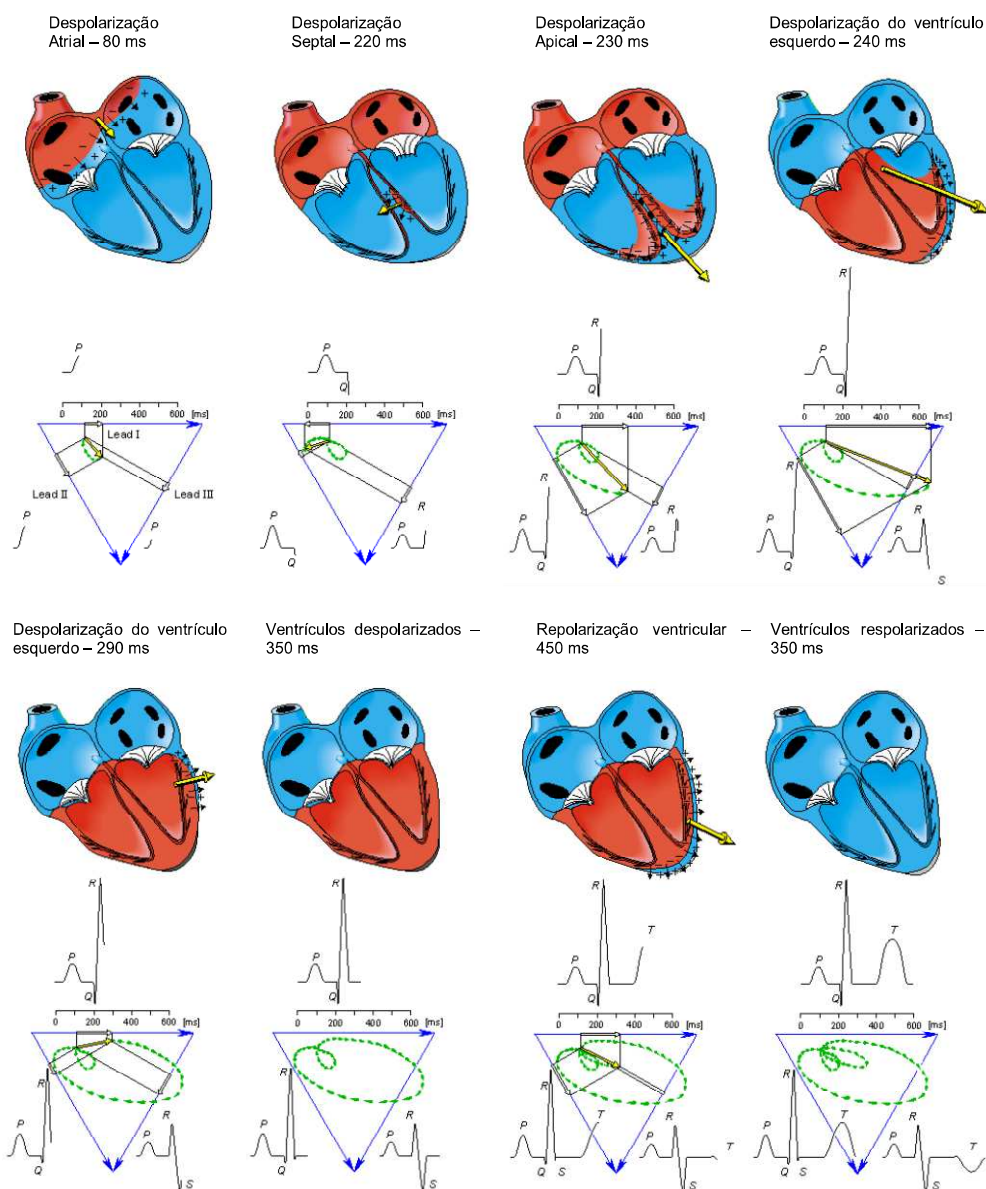 Despolarização
Atrial – 80 ms
Despolarização
Septal – 220 ms
Despolarização
Apical – 230 ms
Despolarização do ventrículo
esquerdo – 240 ms
P
P
Q
R
P
Q
R
P
Q
0 200 400 600 [ms]
0 200 400 600 [ms]
0 200 400 600 [ms]
0 200 400 600 [ms]
Lead I
Lead II
Lead III
P
P
P
Q
R
P
R
P
Q
R
P
R
P
Q
R
P
S
Despolarização do ventrículo
esquerdo – 290 ms
Ventrículos despolarizados –
350 ms
Repolarização ventricular –
450 ms
Ventrículos respolarizados –
350 ms
R
P
Q
R
P
Q
R
T
P
Q
R
T
P
Q
0 200 400 600 [ms]
0 200 400 600 [ms]
0 200 400 600 [ms]
0 200 400 600 [ms]
R
P
Q
R
P
S
R
P
Q
R
P
S
R
P
Q
S
T
R
P
S
T
R
P
Q
S
T
R
P
S
T